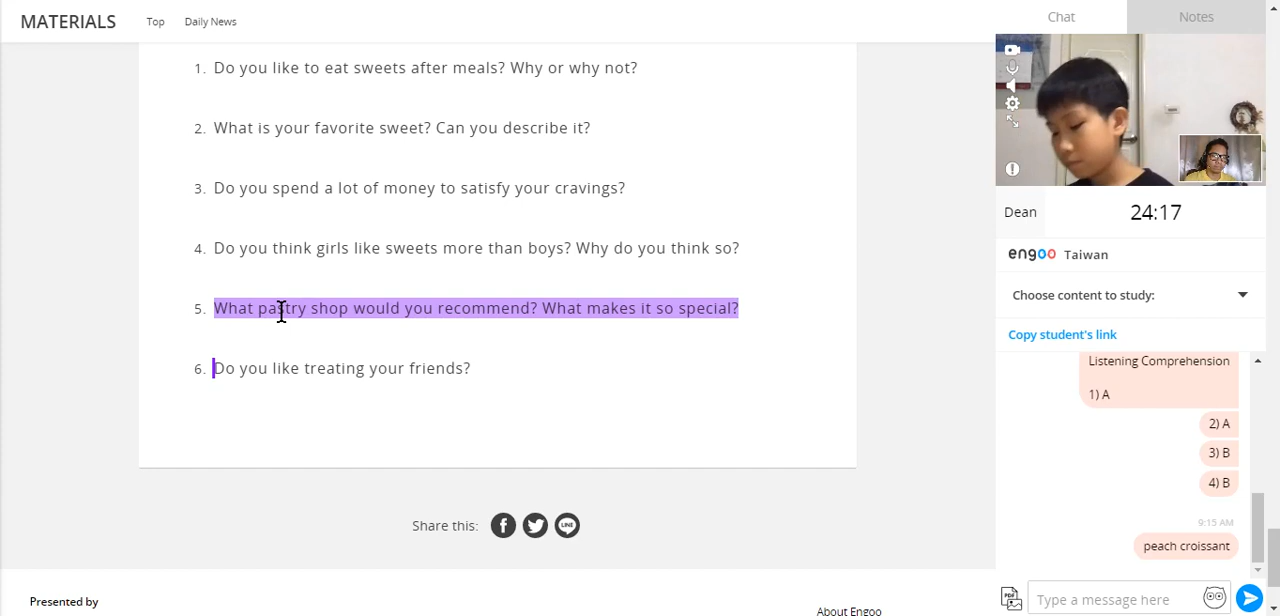 MATERIALS
Top
Daily News
1. Do you like to eat sweets after meals? Why or why not?
2. What is your favorite sweet? Can you describe it?
3. Do you spend a lot of money to satisfy your cravings?
4. Do you think girls like sweets more than boys? Why do you think so?
5. What pastry shop would you recommend? What makes it so special?
6. Do you like treating your friends?
Share this:
LINE
Presented by
About Engoo
Chat
Notes
Dean
24:17
engoo Taiwan
Choose content to study:
Copy student's link
Listening Comprehension
1) A
2) A
3) B
4) B
9:15 AM
peach croissant
PDF
Type a message here